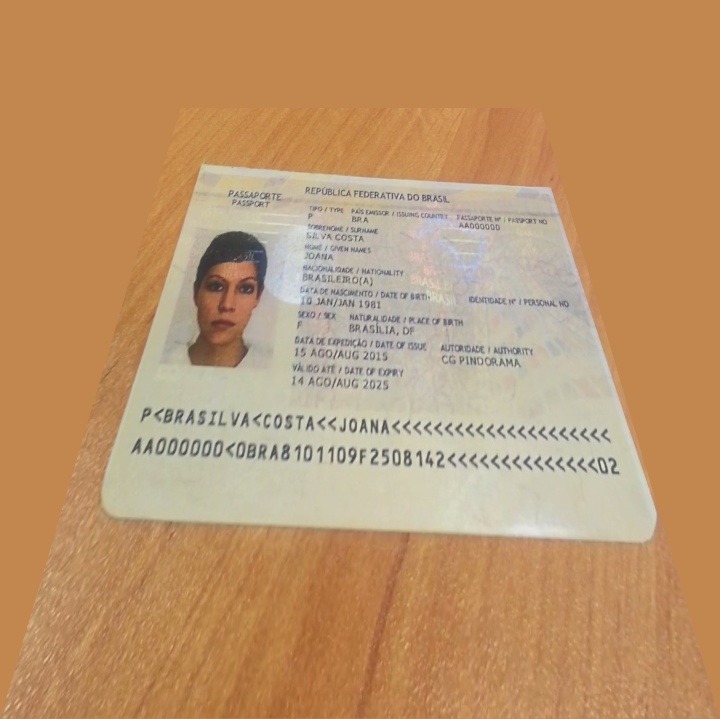 PASSAPORTE
PASSPORT
REPÚBLICA FEDERATIVA DO BRASIL
TIPO / TYPE PAÍS EMISSOR / ISSUING COUNTRY PASSAPORTE Nº / PASSPORT NO
P BRA AA000000
SOBRENOME / SURNAME
SILVA COSTA
NOME / GIVEN NAMES
JOANA
NACIONALIDADE / NATIONALITY
BRASILEIRO(A)
DATA DE NASCIMENTO / DATE OF BIRTH IDENTIDADE Nº / PERSONAL NO
10 JAN/JAN 1981
SEXO / SEX NATURALIDADE / PLACE OF BIRTH
F BRASÍLIA, DF
DATA DE EXPEDIÇÃO / DATE OF ISSUE AUTORIDADE / AUTHORITY
15 AGO/AUG 2015 CG PINDORAMA
VÁLIDO ATÉ / DATE OF EXPIRY
14 AGO/AUG 2025
P<BRASILVA<COSTA<<JOANA<<<<<<<<<<<<<<<<<<<<<
AA000000<0BRA8101109F2508142<<<<<<<<<<<<<<02